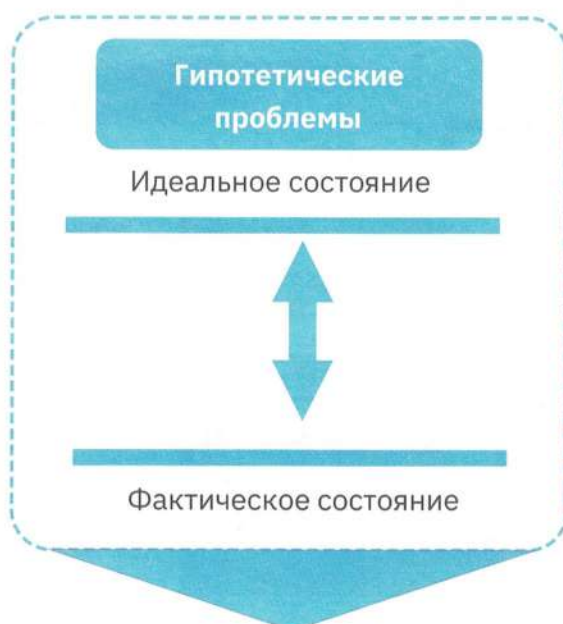 Гипотетические
проблемы
Идеальное состояние
Фактическое состояние